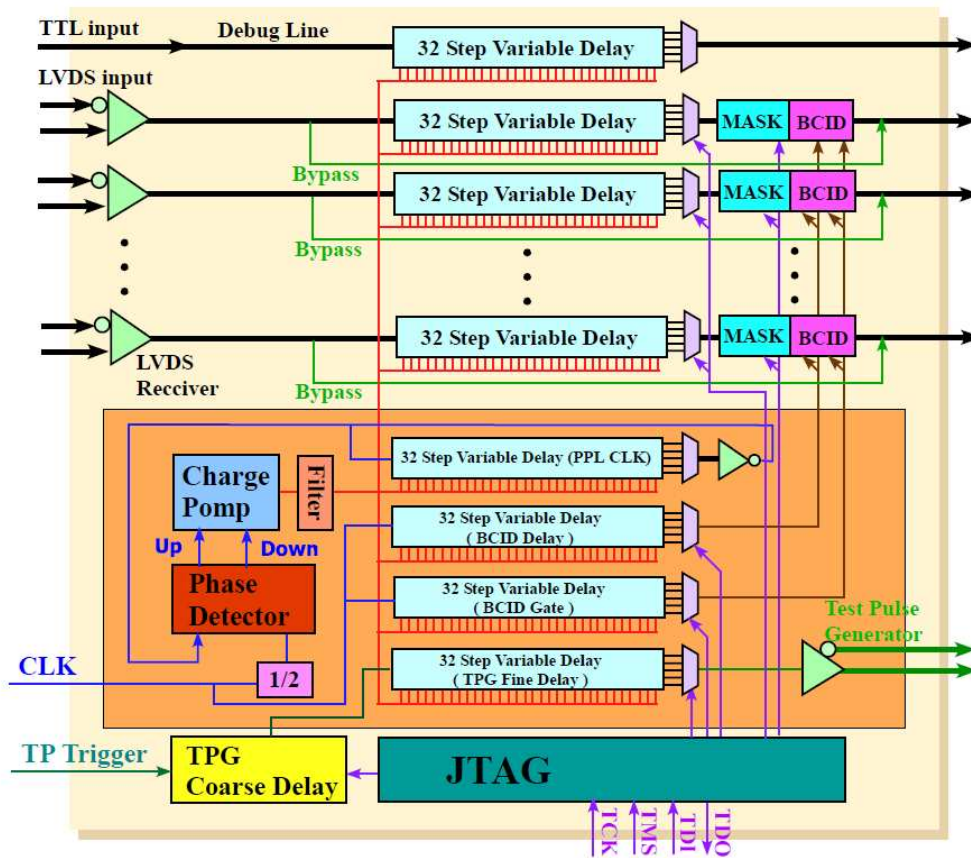 TTL input
Debug Line
32 Step Variable Delay
LVDS input
32 Step Variable Delay
MASK
BCID
Bypass
32 Step Variable Delay
MASK
BCID
Bypass
32 Step Variable Delay
MASK
BCID
LVDS
Recciver
Bypass
32 Step Variable Delay (PPL CLK)
Charge
Pomp
Filter
32 Step Variable Delay
( BCID Delay )
Up
Down
Phase
Detector
32 Step Variable Delay
( BCID Gate )
Test Pulse
Generator
CLK
1/2
32 Step Variable Delay
( TPG Fine Delay )
TP Trigger
TPG
Coarse Delay
JTAG
TCK
TMS
TDI
TDO